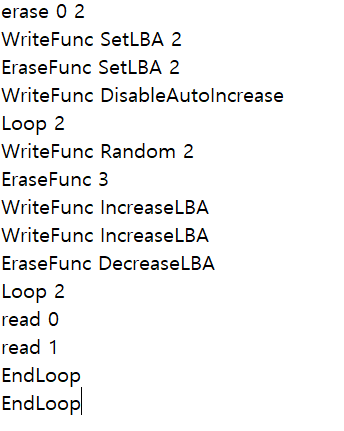 erase 0 2
WriteFunc SetLBA 2
EraseFunc SetLBA 2
WriteFunc DisableAutoIncrease
Loop 2
WriteFunc Random 2
EraseFunc 3
WriteFunc IncreaseLBA
WriteFunc IncreaseLBA
EraseFunc DecreaseLBA
Loop 2
read 0
read 1
EndLoop
EndLoop